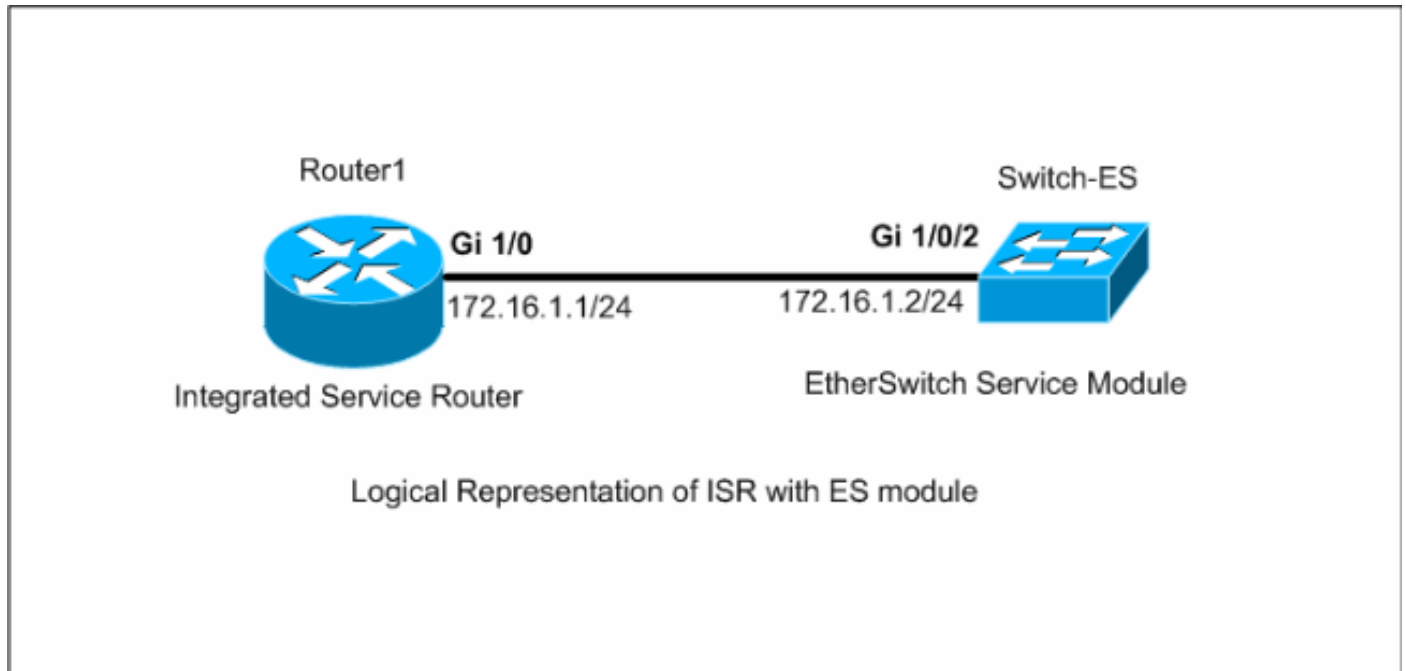 Router1
Switch-ES
Gi 1/0
Gi 1/0/2
172.16.1.1/24
172.16.1.2/24
Integrated Service Router
EtherSwitch Service Module
Logical Representation of ISR with ES module